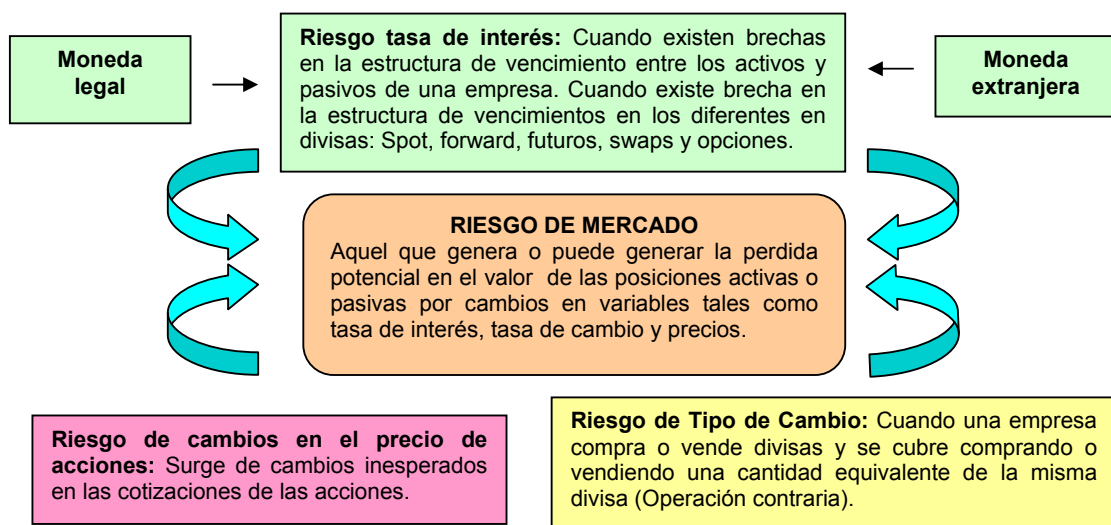 Moneda
legal
Riesgo tasa de interés: Cuando existen brechas
en la estructura de vencimiento entre los activos y
pasivos de una empresa. Cuando existe brecha en
la estructura de vencimientos en los diferentes en
divisas: Spot, forward, futuros, swaps y opciones.
Moneda
extranjera
RIESGO DE MERCADO
Aquel que genera o puede generar la perdida
potencial en el valor de las posiciones activas o
pasivas por cambios en variables tales como
tasa de interés, tasa de cambio y precios.
Riesgo de cambios en el precio de
acciones: Surge de cambios inesperados
en las cotizaciones de las acciones.
Riesgo de Tipo de Cambio: Cuando una empresa
compra o vende divisas y se cubre comprando o
vendiendo una cantidad equivalente de la misma
divisa (Operación contraria).